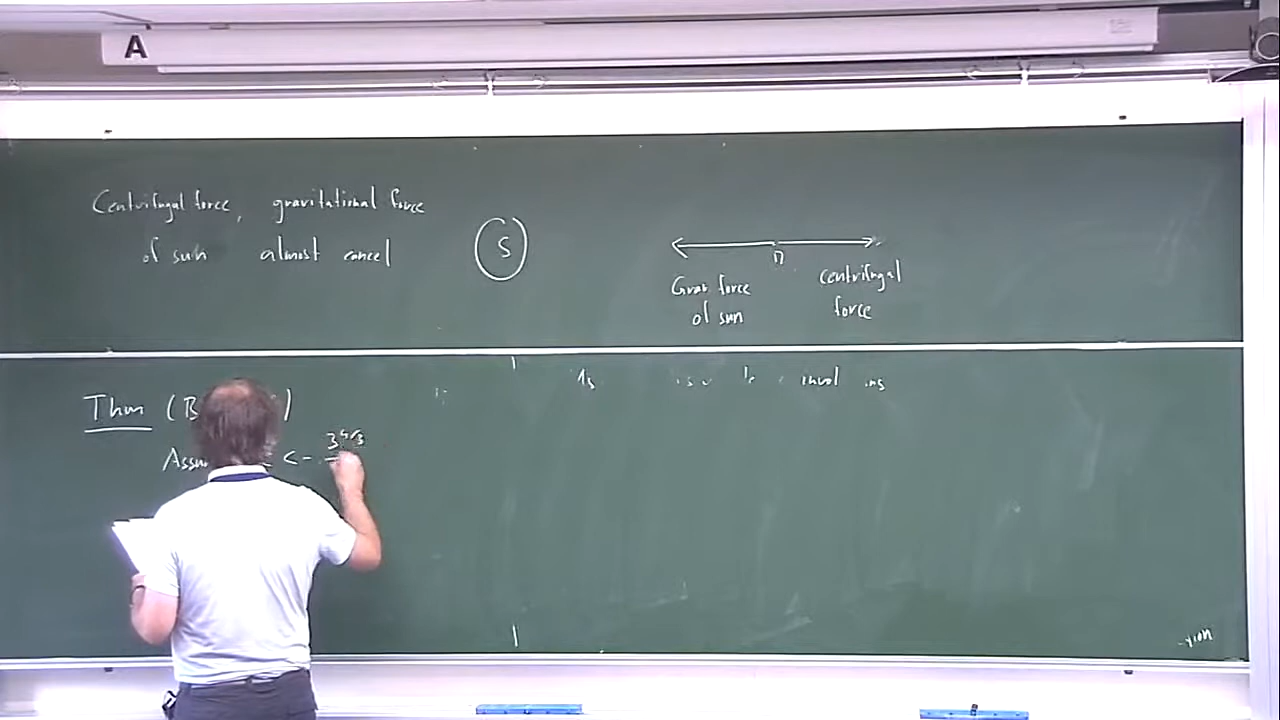 A
Centrifugal force, gravitational force
of sun almost cancel
S
Grav force
of sun
centrifugal
force
Thm (B )
Assu < - 3^4/3